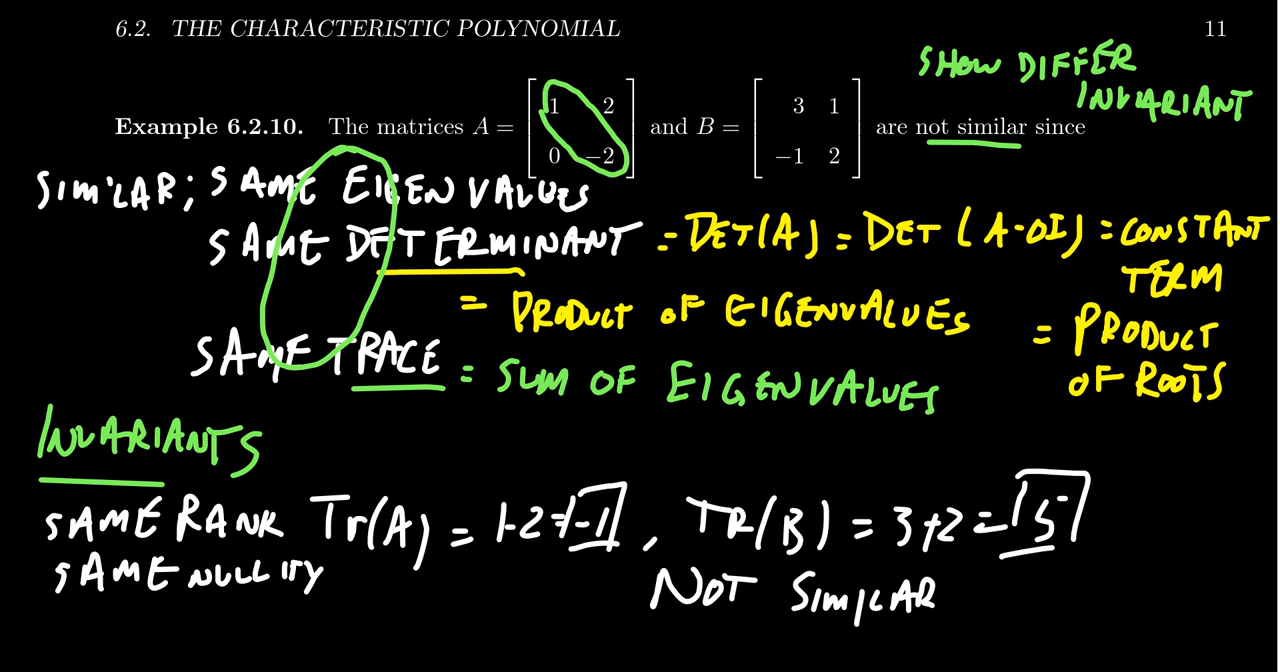 6.2. THE CHARACTERISTIC POLYNOMIAL 11
SHOW DIFFER
INVARIANT
Example 6.2.10. The matrices A = [1 2; 0 −2] and B = [3 1; −1 2] are not similar since
SIMILAR; SAME EIGENVALUES
SAME DETERMINANT = DET(A) = DET(A-0I) = CONSTANT
TERM
= PRODUCT OF EIGENVALUES = PRODUCT
OF ROOTS
SAME TRACE = SUM OF EIGENVALUES
INVARIANTS
SAME RANK Tr(A) = 1-2=-1, TR(B) = 3+2=5
SAME NULLITY NOT SIMILAR